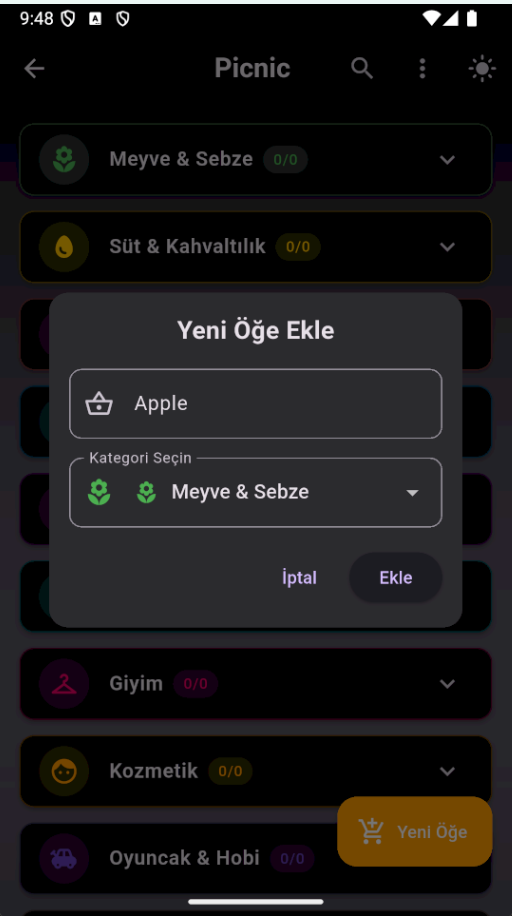 9:48
Picnic
Meyve & Sebze 0/0
Süt & Kahvaltılık 0/0
Yeni Öğe Ekle
Apple
Kategori Seçin
Meyve & Sebze
İptal
Ekle
Giyim 0/0
Kozmetik 0/0
Yeni Öğe
Oyuncak & Hobi 0/0